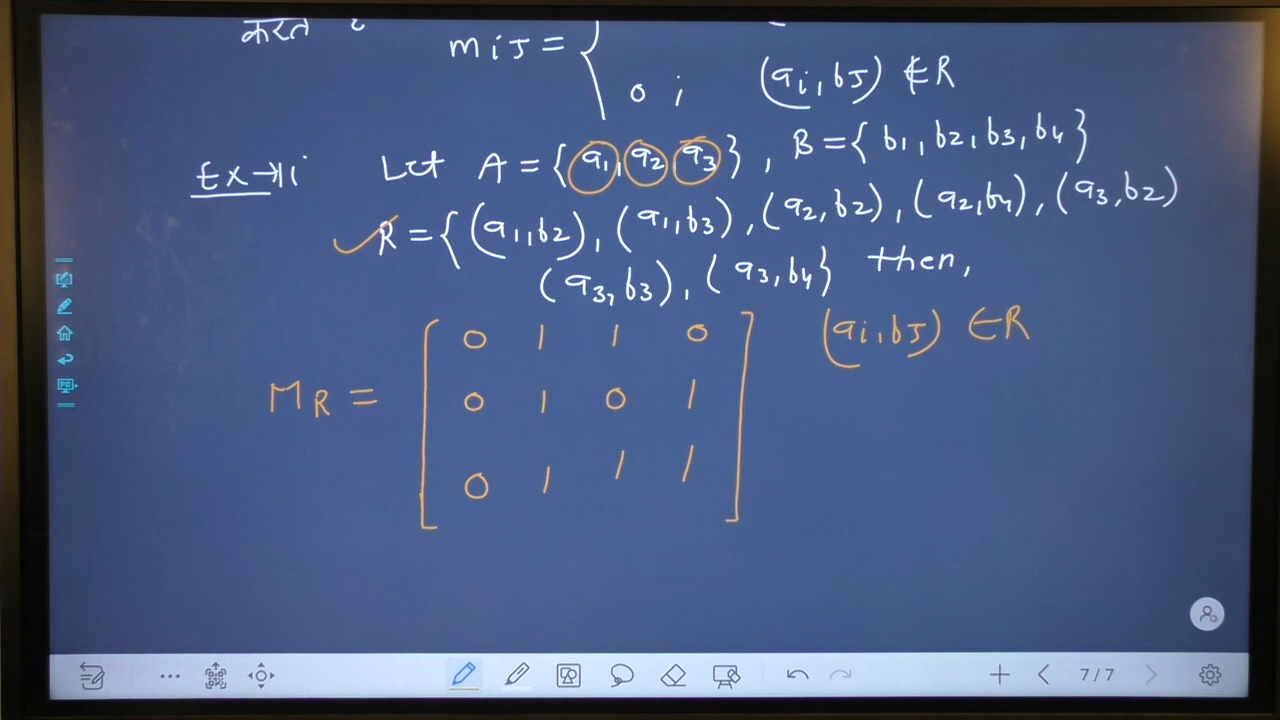 करते है
mij = {
0 ; (ai, bj) ∉ R
Ex→1 Let A = {a1, a2 a3}, B = {b1, b2, b3, b4}
R = {(a1, b2), (a1, b3), (a2, b2), (a2, b4), (a3, b2)
(a3, b3), (a3, b4} then,
(ai, bj) ∈ R
MR = [
0 1 1 0
0 1 0 1
0 1 1 1
]
7/7